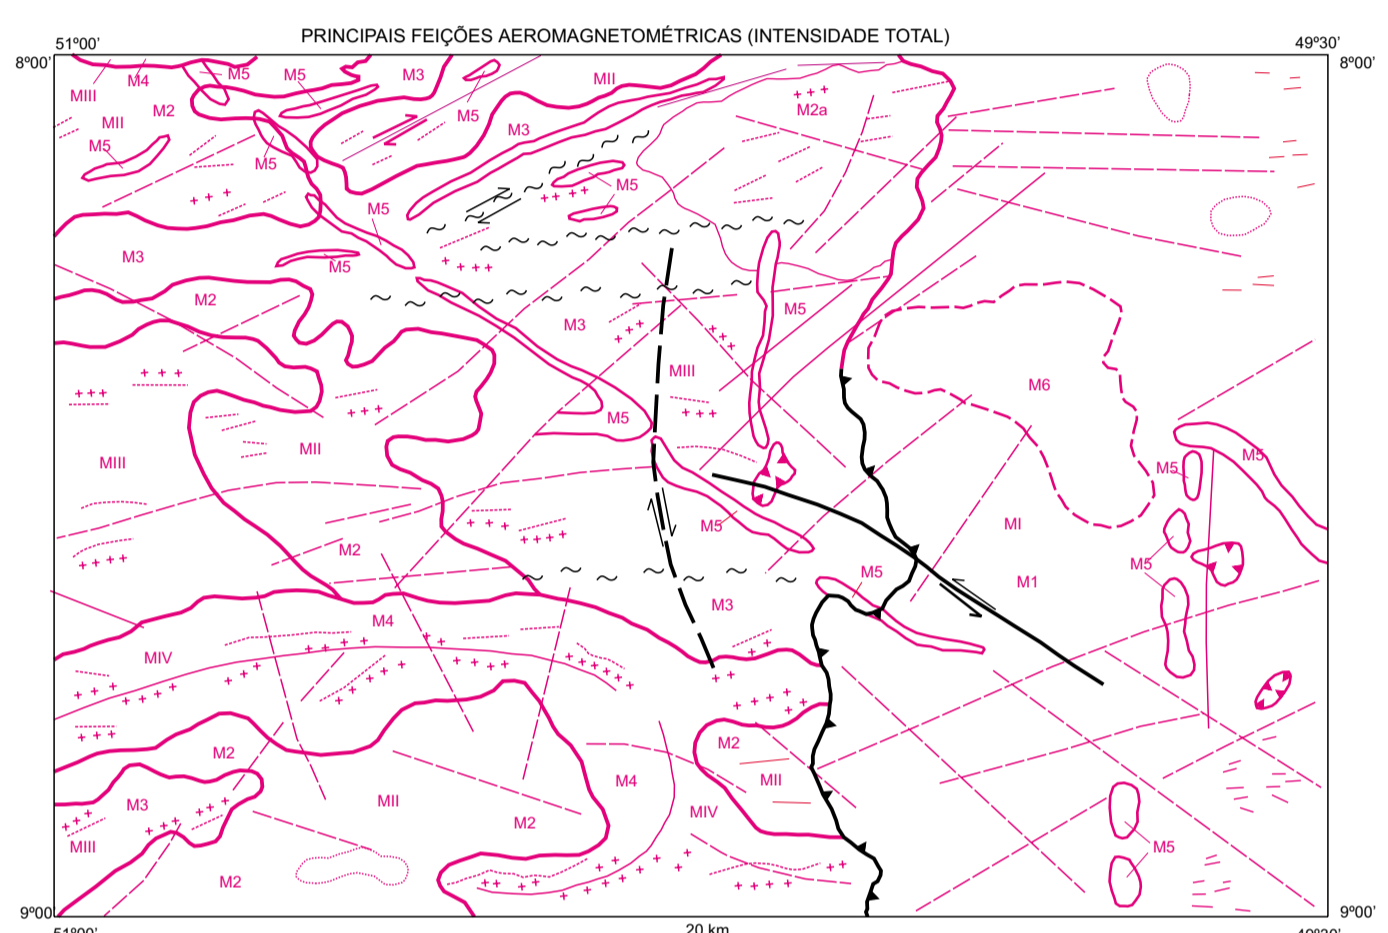 PRINCIPAIS FEIÇÕES AEROMAGNETOMÉTRICAS (INTENSIDADE TOTAL)
51º00' 49º30'
8º00' 8º00'
M4 M5 M5 M3 MII
MIII M2 M5 M2a
MII M3
M5 M5
M5
M5
M3 M5
M2 M5
M3
MIII M6
M5
MII
MIII M5 M5
M5 MI
M2
M5 M1 M5
M3
M4
MIV
M2 M2
M4 MII
M3 MII MIV
M2
MIII M5
M2
9º00 9º00'
20 km